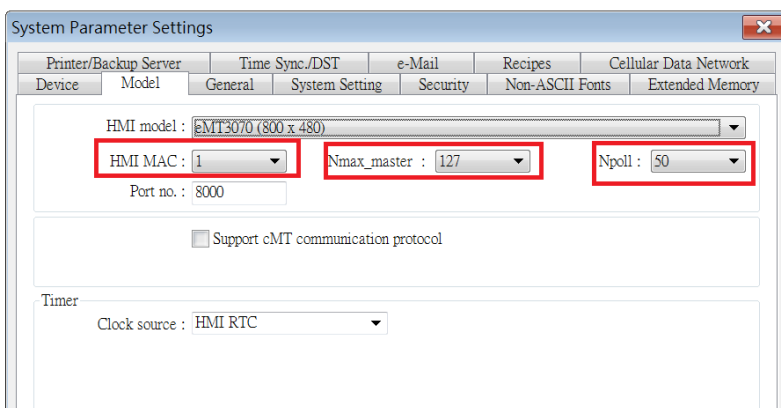 System Parameter Settings
Printer/Backup Server Time Sync./DST e-Mail Recipes Cellular Data Network
Device Model General System Setting Security Non-ASCII Fonts Extended Memory
HMI model : eMT3070 (800 x 480)
HMI MAC : 1 Nmax_master : 127 Npoll : 50
Port no. : 8000
Support cMT communication protocol
Timer
Clock source : HMI RTC